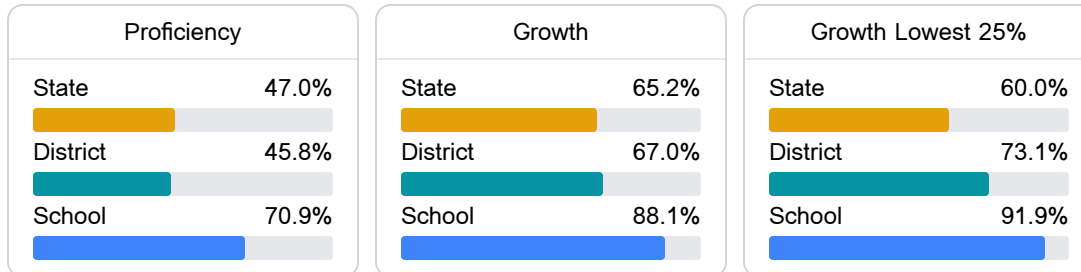 Proficiency
State 47.0%
District 45.8%
School 70.9%
Growth
State 65.2%
District 67.0%
School 88.1%
Growth Lowest 25%
State 60.0%
District 73.1%
School 91.9%